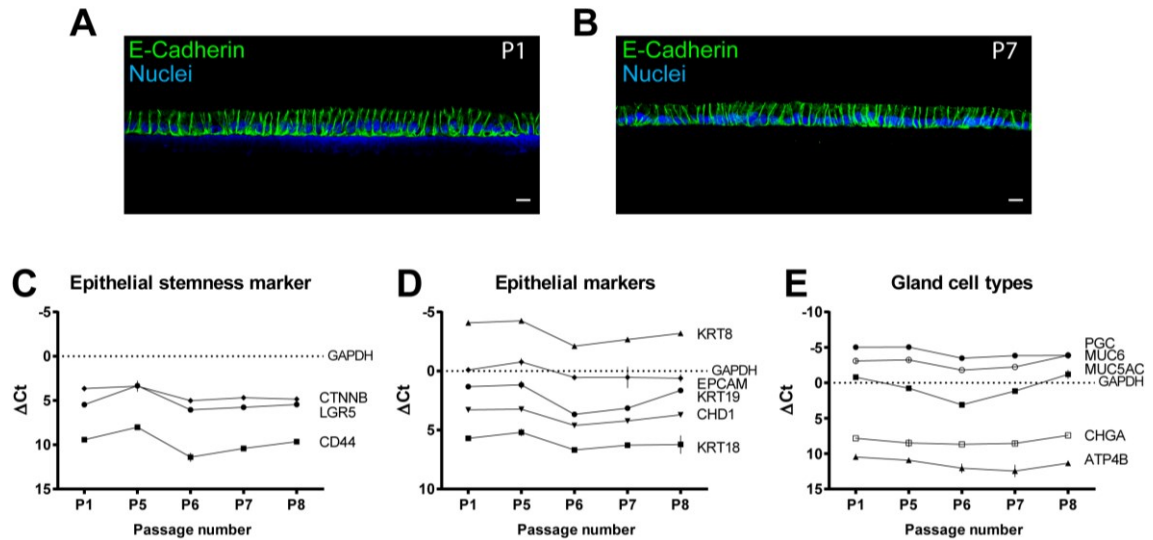 A
E-Cadherin
P1
Nuclei
B
E-Cadherin
P7
Nuclei
C
Epithelial stemness marker
-5
0
5
10
15
ΔCt
GAPDH
CTNNB
LGR5
CD44
P1 P5 P6 P7 P8
Passage number
D
Epithelial markers
-5
0
5
10
ΔCt
KRT8
GAPDH
EPCAM
KRT19
CHD1
KRT18
P1 P5 P6 P7 P8
Passage number
E
Gland cell types
-10
-5
0
5
10
15
ΔCt
PGC
MUC6
MUC5AC
GAPDH
CHGA
ATP4B
P1 P5 P6 P7 P8
Passage number